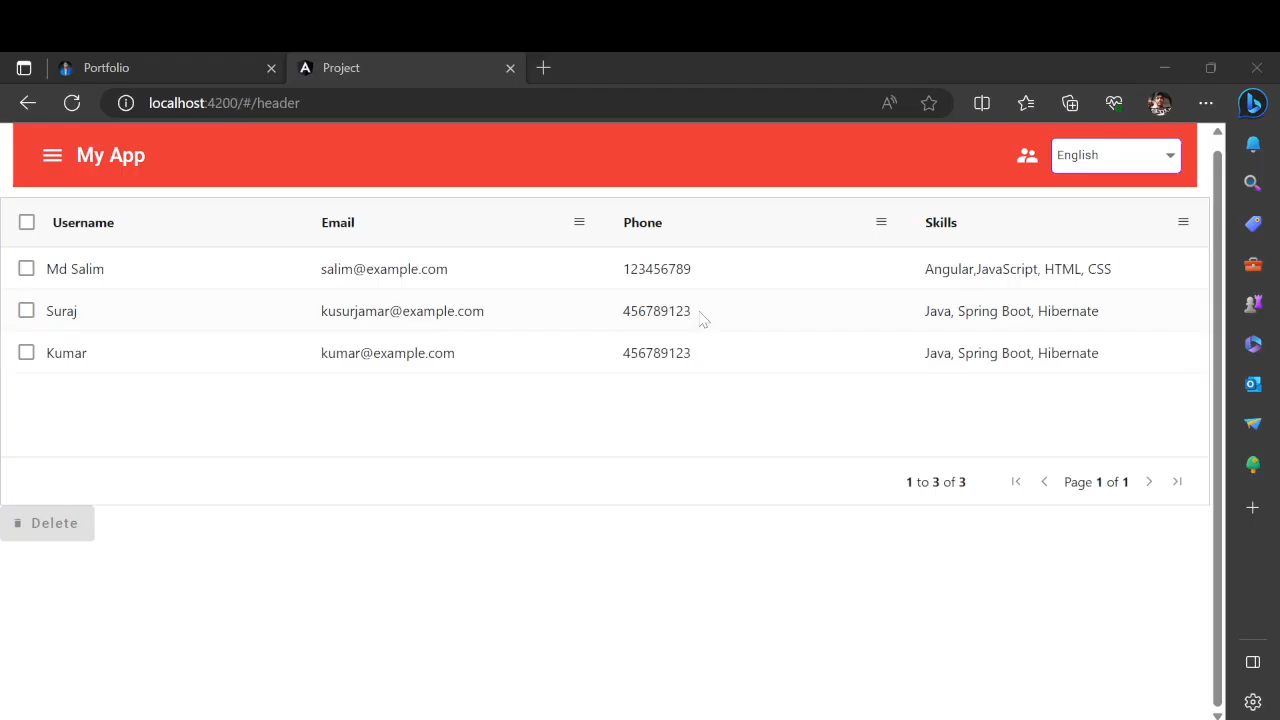 Portfolio
Project
localhost:4200/#/header
My App
English
Username Email Phone Skills
Md Salim salim@example.com 123456789 Angular,JavaScript, HTML, CSS
Suraj kusurjamar@example.com 456789123 Java, Spring Boot, Hibernate
Kumar kumar@example.com 456789123 Java, Spring Boot, Hibernate
1 to 3 of 3 Page 1 of 1
Delete